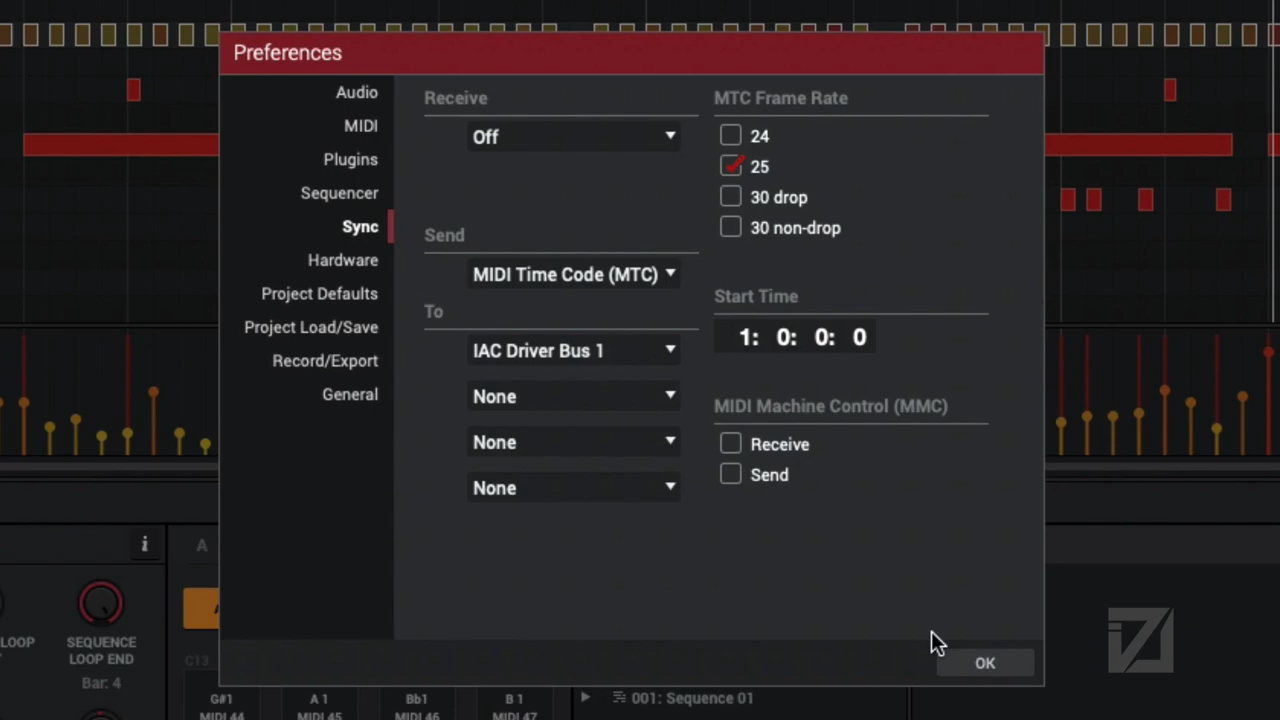 Preferences
Audio
MIDI
Plugins
Sequencer
Sync
Hardware
Project Defaults
Project Load/Save
Record/Export
General
Receive
Off
Send
MIDI Time Code (MTC)
To
IAC Driver Bus 1
None
None
None
MTC Frame Rate
24
25
30 drop
30 non-drop
Start Time
1: 0: 0: 0
MIDI Machine Control (MMC)
Receive
Send
OK
i
A
LOOP
SEQUENCE
LOOP END
Bar: 4
C13
G#1
MIDI 44
A 1
MIDI 45
Bb1
MIDI 46
B 1
MIDI 47
001: Sequence 01